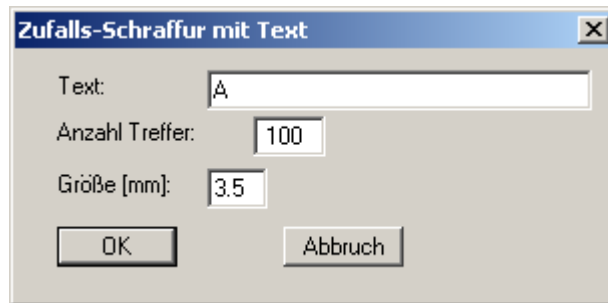 Zufalls-Schraffur mit Text
Text: A
Anzahl Treffer: 100
Größe [mm]: 3.5
OK Abbruch